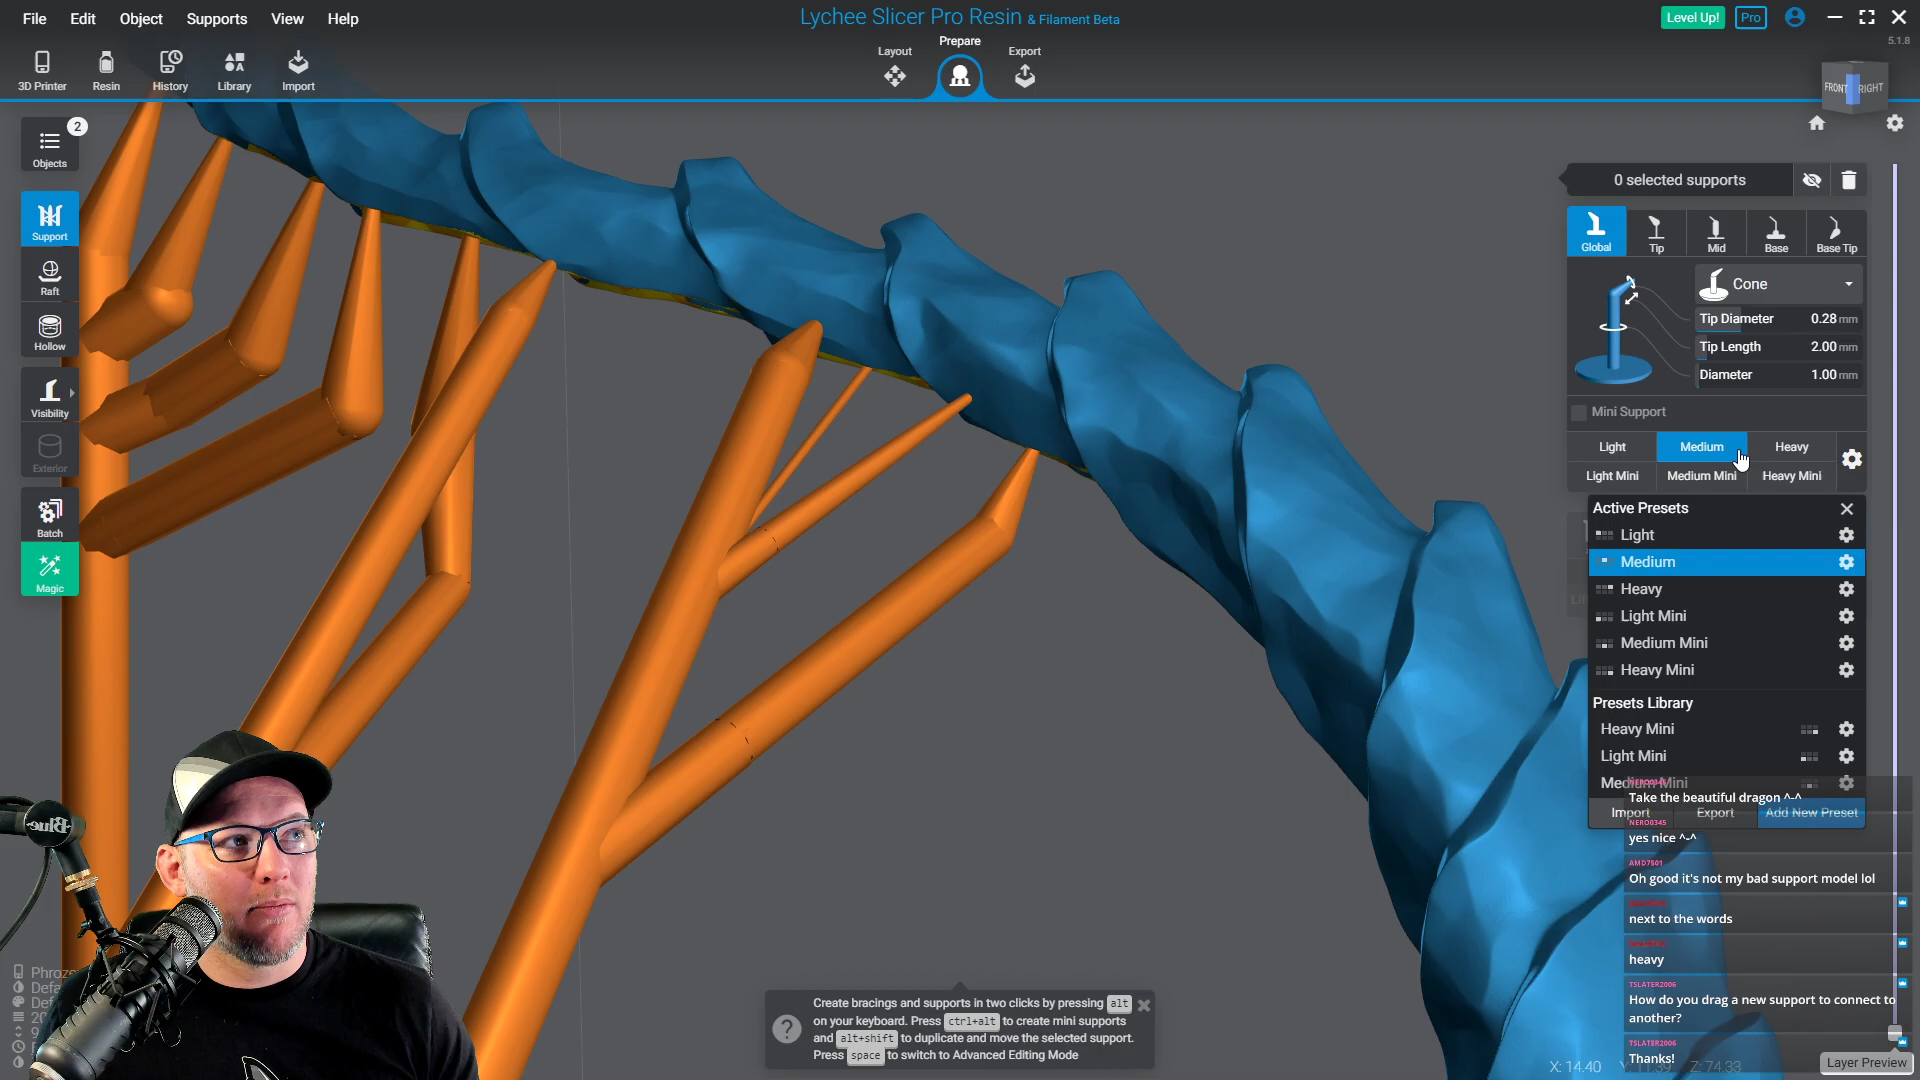 File
Edit
Object
Supports
View
Help
Lychee Slicer Pro Resin & Filament Beta
Level Up!
Pro
5.1.8
3D Printer
Resin
History
Library
Import
Layout
Prepare
Export
FRONT
RIGHT
2
Objects
Support
Raft
Hollow
Visibility
Exterior
Batch
Magic
0 selected supports
Global
Tip
Mid
Base
Base Tip
Cone
Tip Diameter 0.28 mm
Tip Length 2.00 mm
Diameter 1.00 mm
Mini Support
Light
Medium
Heavy
Light Mini
Medium Mini
Heavy Mini
Active Presets
Light
Medium
Heavy
Light Mini
Medium Mini
Heavy Mini
Presets Library
Heavy Mini
Light Mini
Import
Export
Add New Preset
Take the beautiful dragon ^-^
NERO0345
yes nice ^-^
AMD7501
Oh good it's not my bad support model lol
next to the words
heavy
TSLATER2006
How do you drag a new support to connect to
another?
TSLATER2006
Thanks!
Create bracings and supports in two clicks by pressing alt
on your keyboard. Press ctrl+alt to create mini supports
and alt+shift to duplicate and move the selected support.
Press space to switch to Advanced Editing Mode
X: 14.40
Z: 74.33
Layer Preview
Blue